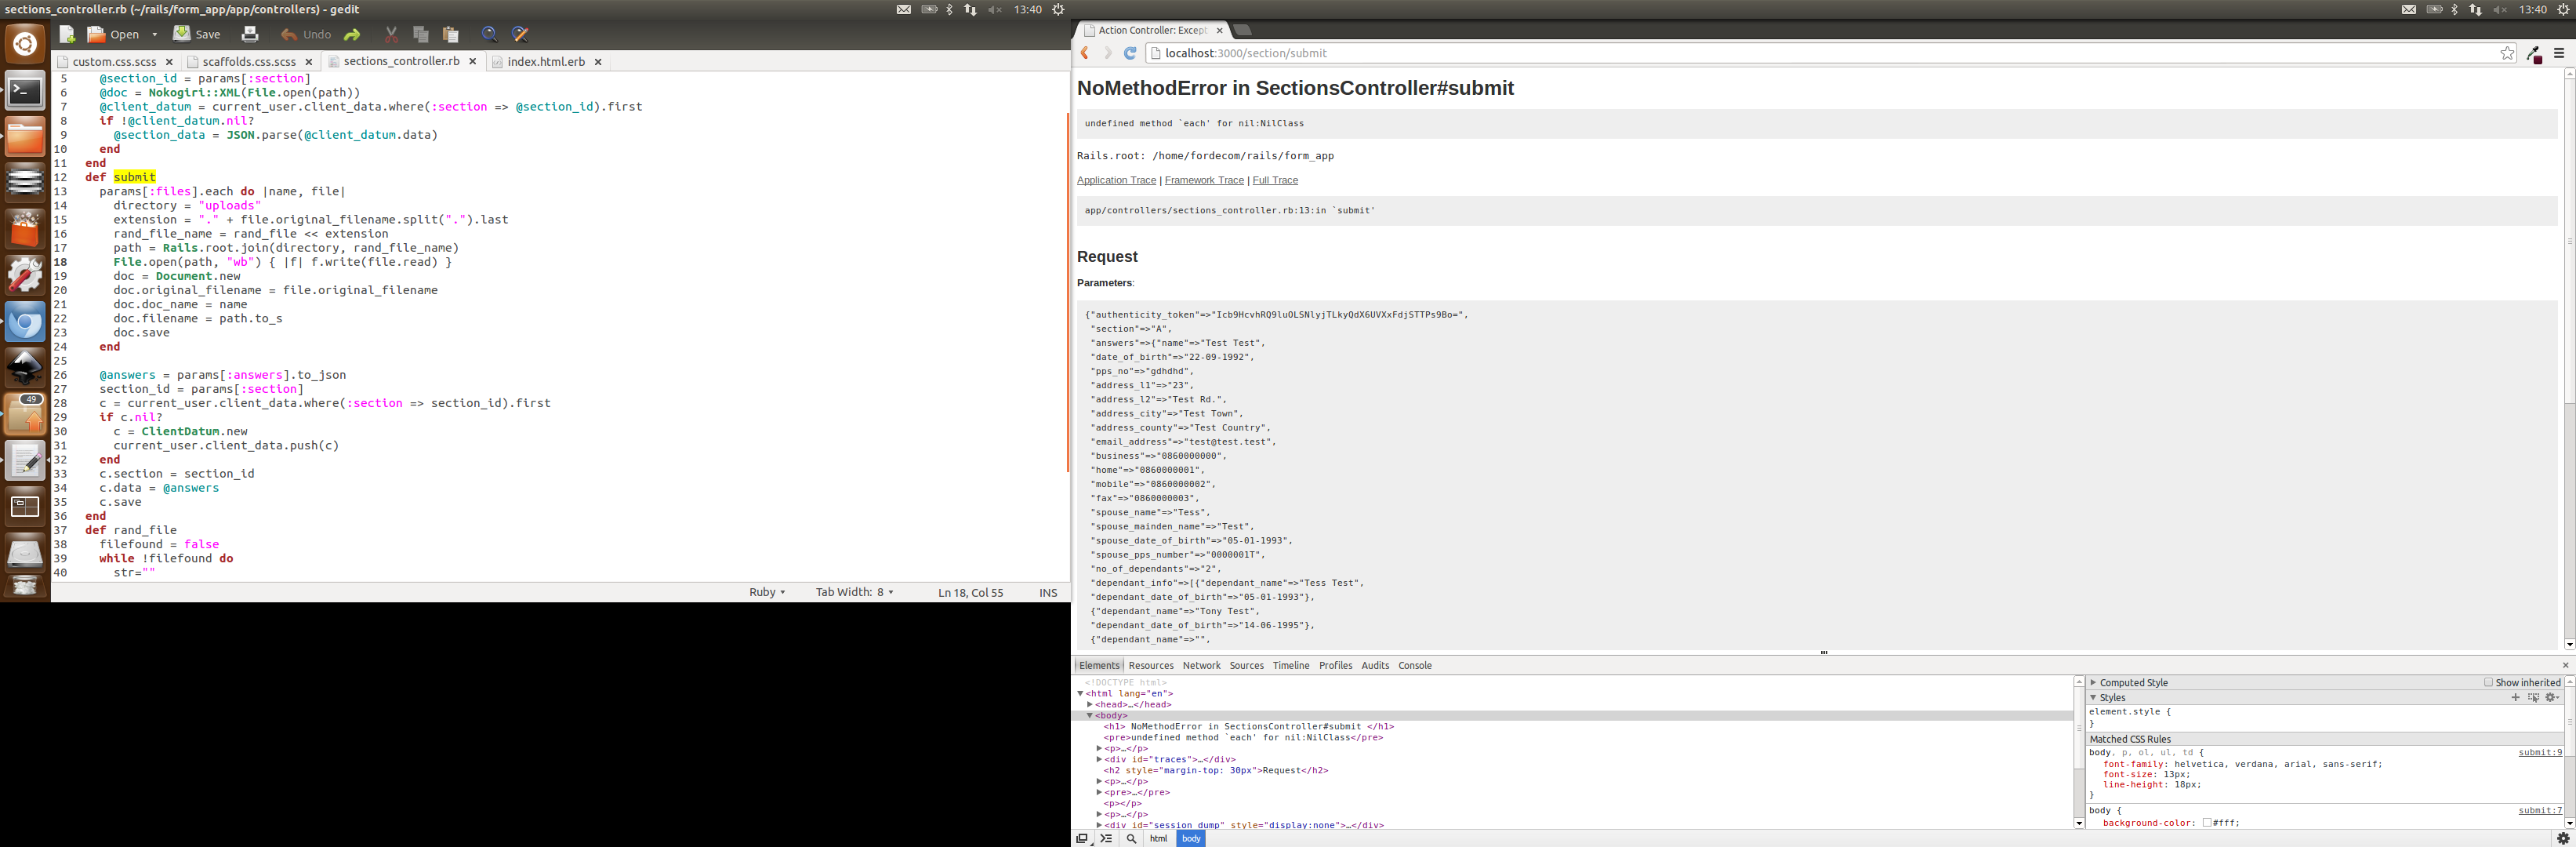 sections_controller.rb (~/rails/form_app/app/controllers) - gedit
13:40
Open
Save
Undo
custom.css.scss
scaffolds.css.scss
sections_controller.rb
index.html.erb
5 @section_id = params[:section]
6 @doc = Nokogiri::XML(File.open(path))
7 @client_datum = current_user.client_data.where(:section => @section_id).first
8 if !@client_datum.nil?
9 @section_data = JSON.parse(@client_datum.data)
10 end
11 end
12 def submit
13 params[:files].each do |name, file|
14 directory = "uploads"
15 extension = "." + file.original_filename.split(".").last
16 rand_file_name = rand_file << extension
17 path = Rails.root.join(directory, rand_file_name)
18 File.open(path, "wb") { |f| f.write(file.read) }
19 doc = Document.new
20 doc.original_filename = file.original_filename
21 doc.doc_name = name
22 doc.filename = path.to_s
23 doc.save
24 end
25
26 @answers = params[:answers].to_json
27 section_id = params[:section]
28 c = current_user.client_data.where(:section => section_id).first
29 if c.nil?
30 c = ClientDatum.new
31 current_user.client_data.push(c)
32 end
33 c.section = section_id
34 c.data = @answers
35 c.save
36 end
37 def rand_file
38 filefound = false
39 while !filefound do
40 str=""
49
Ruby
Tab Width: 8
Ln 18, Col 55
INS
13:40
Action Controller: Except
localhost:3000/section/submit
NoMethodError in SectionsController#submit
undefined method `each' for nil:NilClass
Rails.root: /home/fordecom/rails/form_app
Application Trace | Framework Trace | Full Trace
app/controllers/sections_controller.rb:13:in `submit'
Request
Parameters:
{"authenticity_token"=>"Icb9HcvhRQ9luOLSNlyjTLkyQdX6UVXxFdjSTTPs9Bo=",
"section"=>"A",
"answers"=>{"name"=>"Test Test",
"date_of_birth"=>"22-09-1992",
"pps_no"=>"gdhdhd",
"address_l1"=>"23",
"address_l2"=>"Test Rd.",
"address_city"=>"Test Town",
"address_county"=>"Test Country",
"email_address"=>"test@test.test",
"business"=>"0860000000",
"home"=>"0860000001",
"mobile"=>"0860000002",
"fax"=>"0860000003",
"spouse_name"=>"Tess",
"spouse_mainden_name"=>"Test",
"spouse_date_of_birth"=>"05-01-1993",
"spouse_pps_number"=>"0000001T",
"no_of_dependants"=>"2",
"dependant_info"=>[{"dependant_name"=>"Tess Test",
"dependant_date_of_birth"=>"05-01-1993"},
{"dependant_name"=>"Tony Test",
"dependant_date_of_birth"=>"14-06-1995"},
{"dependant_name"=>"",
Elements Resources Network Sources Timeline Profiles Audits Console
<!DOCTYPE html>
<html lang="en">
<head>…</head>
<body>
<h1> NoMethodError in SectionsController#submit </h1>
<pre>undefined method `each' for nil:NilClass</pre>
<p>…</p>
<div id="traces">…</div>
<h2 style="margin-top: 30px">Request</h2>
<p>…</p>
<pre>…</pre>
<p></p>
<p>…</p>
<div id="session_dump" style="display:none">…</div>
html body
Computed Style
Show inherited
Styles
element.style {
}
Matched CSS Rules
body, p, ol, ul, td {
submit:9
font-family: helvetica, verdana, arial, sans-serif;
font-size: 13px;
line-height: 18px;
}
body {
submit:7
background-color: #fff;